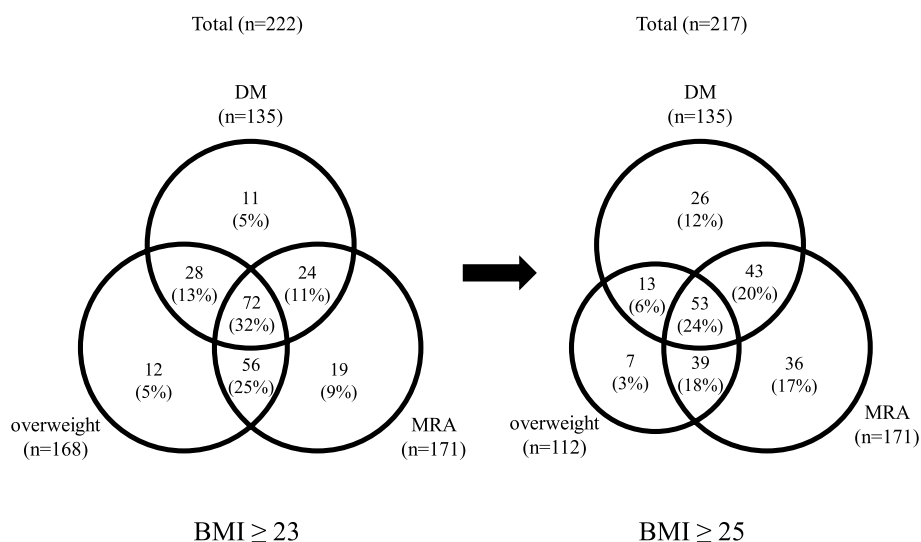 Total (n=222)
DM
(n=135)
11
(5%)
28
(13%)
24
(11%)
72
(32%)
12
(5%)
56
(25%)
19
(9%)
overweight
(n=168)
MRA
(n=171)
BMI ≥ 23
Total (n=217)
DM
(n=135)
26
(12%)
13
(6%)
43
(20%)
53
(24%)
7
(3%)
39
(18%)
36
(17%)
overweight
(n=112)
MRA
(n=171)
BMI ≥ 25